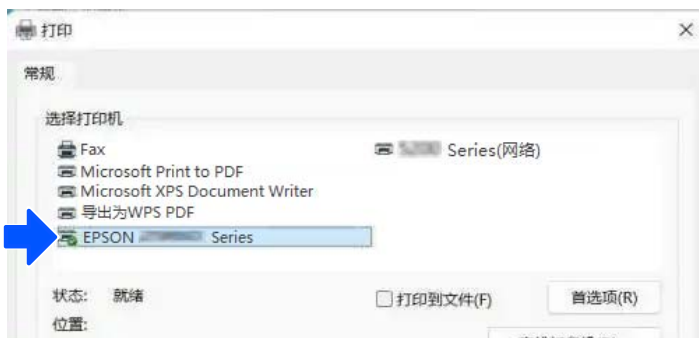 打印
常规
选择打印机
Fax
Series(网络)
Microsoft Print to PDF
Microsoft XPS Document Writer
导出为WPS PDF
EPSON Series
状态: 就绪
打印到文件(F)
首选项(R)
位置: